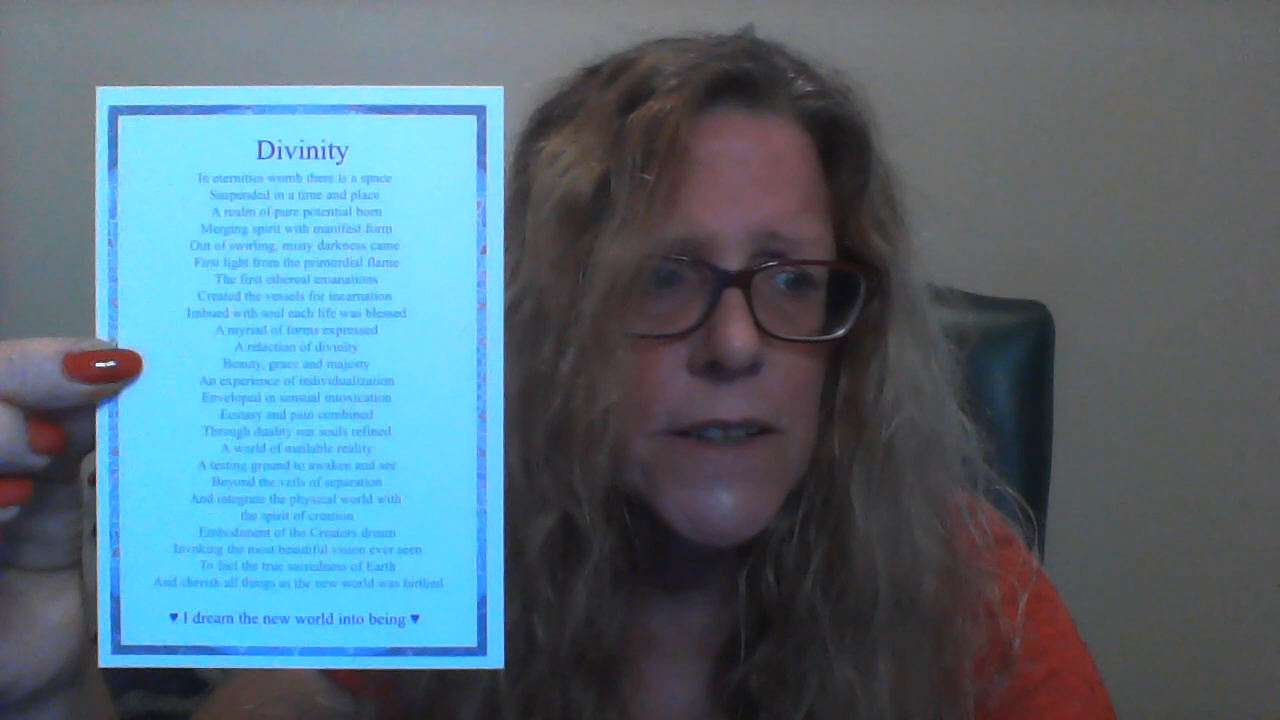 Divinity
In eternities womb there is a space
Suspended in a time and place
A realm of pure potential born
Merging spirit with manifest form
Out of swirling, misty darkness came
First light from the primordial flame
The first ethereal emanations
Created the vessels for incarnation
Imbued with soul each life was blessed
A myriad of forms expressed
A relection of divinity
Beauty, grace and majesty
An experience of individualization
Enveloped in sensual intoxication
Ecstasy and pain combined
Through duality our souls refined
A world of mailable reality
A testing ground to awaken and see
Beyond the veils of separation
And integrate the physical world with
the spirit of creation
Embodiment of the Creators dream
Invoking the most beautiful vision ever seen
To feel the true sacredness of Earth
And cherish all things as the new world was birthed
♥ I dream the new world into being ♥